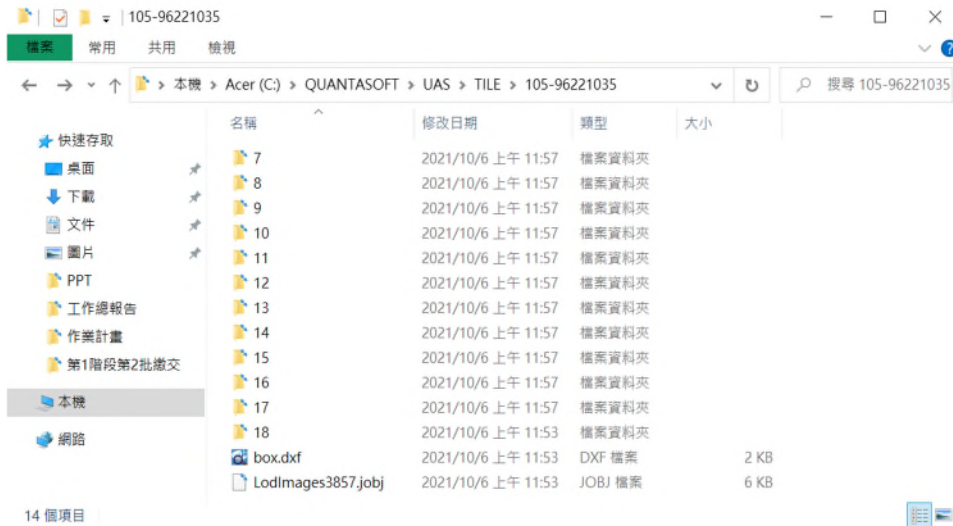 105-96221035
檔案 常用 共用 檢視
本機 > Acer (C:) > QUANTASOFT > UAS > TILE > 105-96221035 搜尋 105-96221035
名稱 修改日期 類型 大小
快速存取
桌面
下載
文件
圖片
PPT
工作總報告
作業計畫
第1階段第2批繳交
本機
網路
7 2021/10/6 上午 11:57 檔案資料夾
8 2021/10/6 上午 11:57 檔案資料夾
9 2021/10/6 上午 11:57 檔案資料夾
10 2021/10/6 上午 11:57 檔案資料夾
11 2021/10/6 上午 11:57 檔案資料夾
12 2021/10/6 上午 11:57 檔案資料夾
13 2021/10/6 上午 11:57 檔案資料夾
14 2021/10/6 上午 11:57 檔案資料夾
15 2021/10/6 上午 11:57 檔案資料夾
16 2021/10/6 上午 11:57 檔案資料夾
17 2021/10/6 上午 11:57 檔案資料夾
18 2021/10/6 上午 11:53 檔案資料夾
box.dxf 2021/10/6 上午 11:53 DXF 檔案 2 KB
LodImages3857.jobj 2021/10/6 上午 11:53 JOBJ 檔案 6 KB
14 個項目